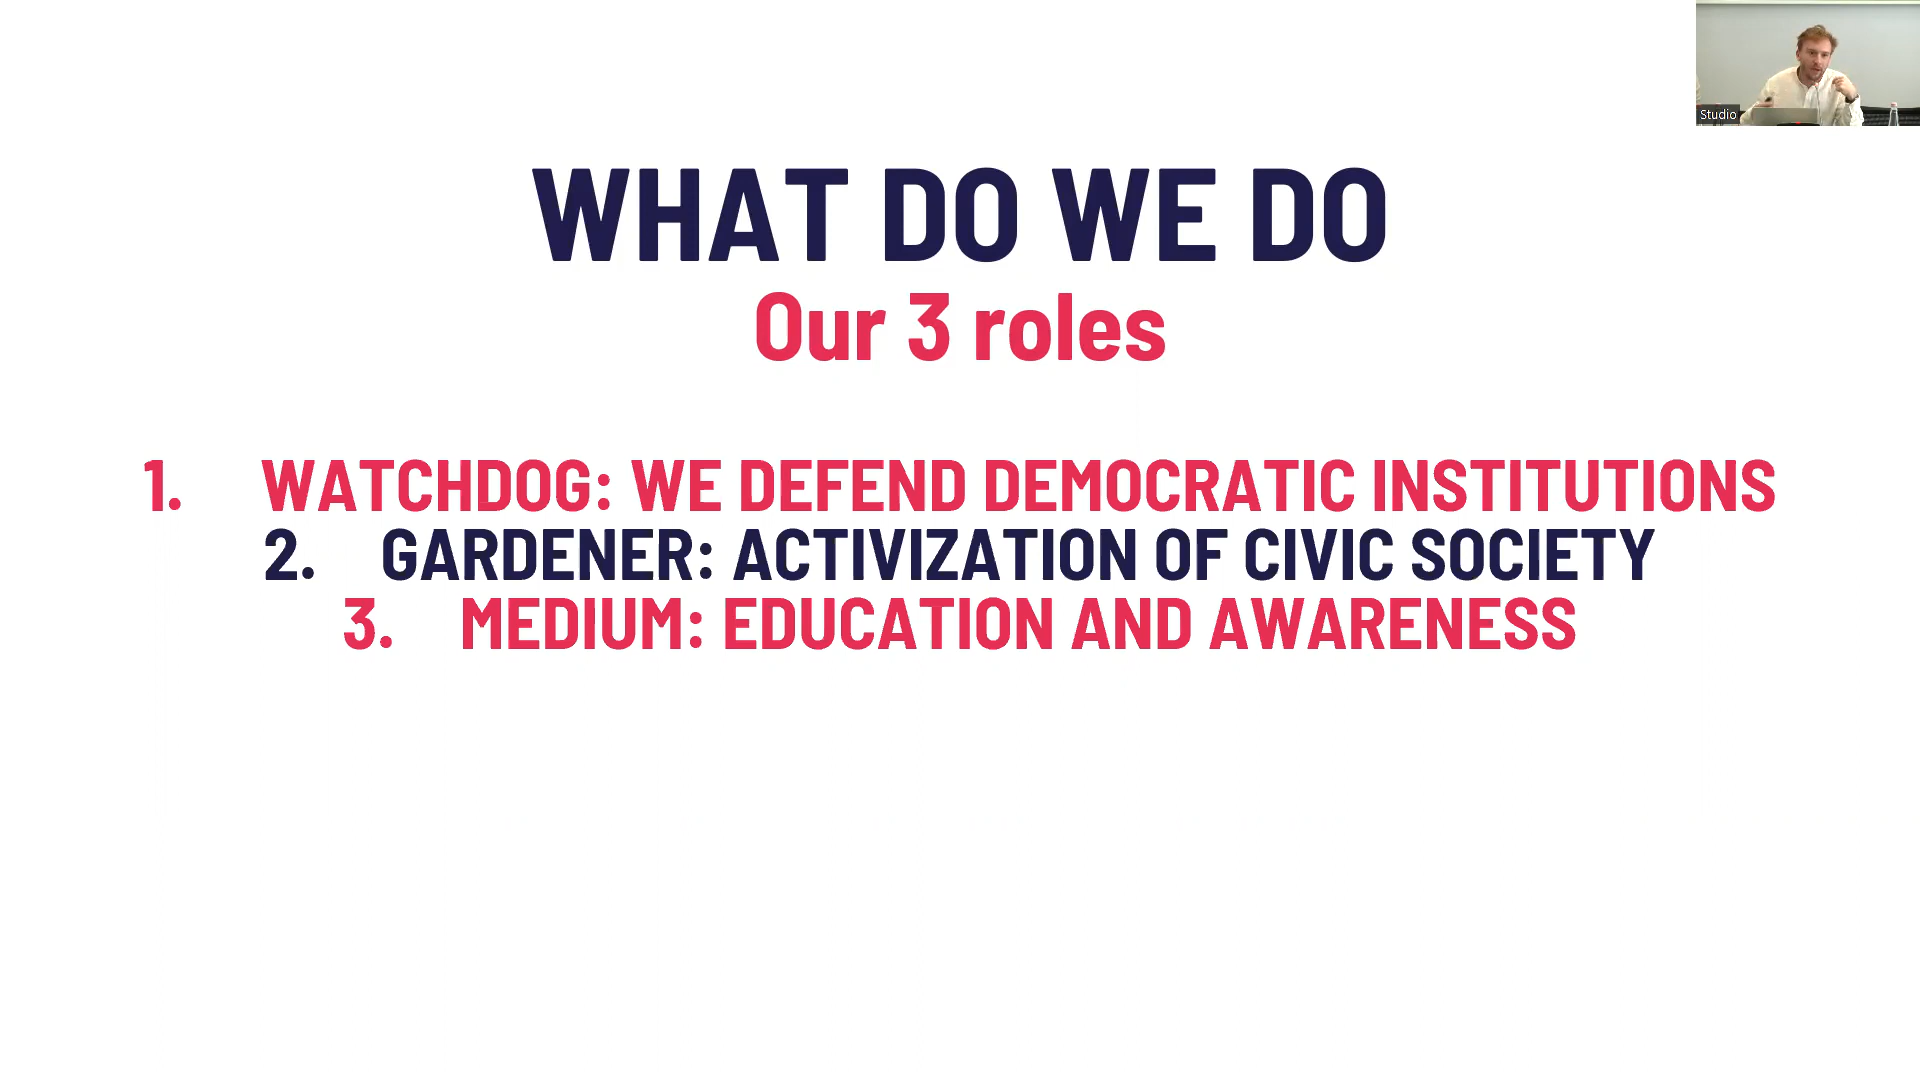 Studio
WHAT DO WE DO
Our 3 roles
1. WATCHDOG: WE DEFEND DEMOCRATIC INSTITUTIONS
2. GARDENER: ACTIVIZATION OF CIVIC SOCIETY
3. MEDIUM: EDUCATION AND AWARENESS